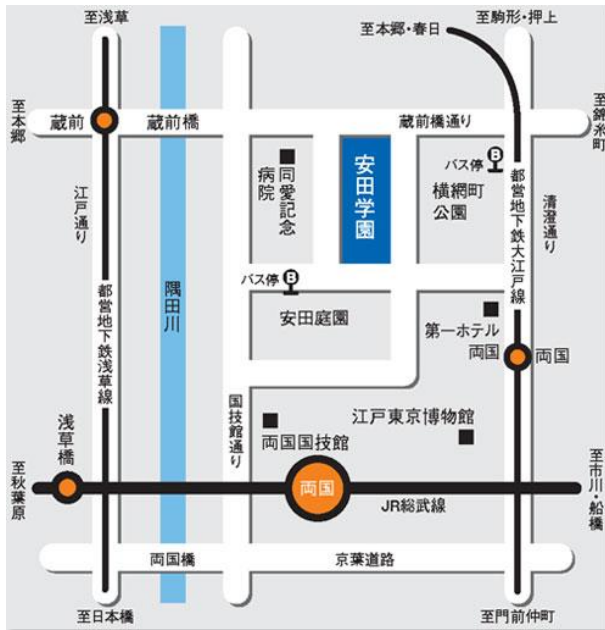 至浅草
至駒形・押上
至本郷・春日
至本郷
蔵前
蔵前橋
蔵前橋通り
至錦糸町
江戸通り
同愛記念
病院
安田学園
バス停
B
横網町
公園
都営地下鉄大江戸線
清澄通り
バス停
B
隅田川
都営地下鉄浅草線
安田庭園
第一ホテル
両国
両国
国技館通り
両国国技館
江戸東京博物館
浅草橋
至秋葉原
両国
JR総武線
至市川・船橋
両国橋
京葉道路
至日本橋
至門前仲町